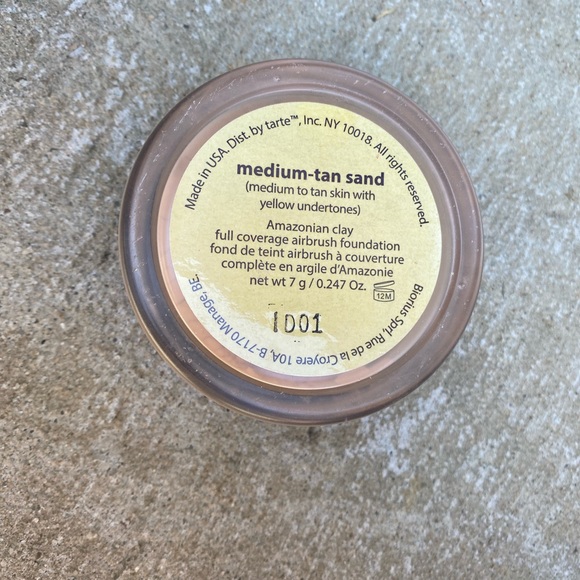 Made in USA. Dist. by tarte™, Inc. NY 10018. All rights reserved.
medium-tan sand
(medium to tan skin with
yellow undertones)
Amazonian clay
full coverage airbrush foundation
fond de teint airbrush à couverture
complète en argile d'Amazonie
net wt 7 g / 0.247 Oz.
12M
1D01
Biorius Sprl, Rue de la Croyere 10A, B-7170 Manage, BE.